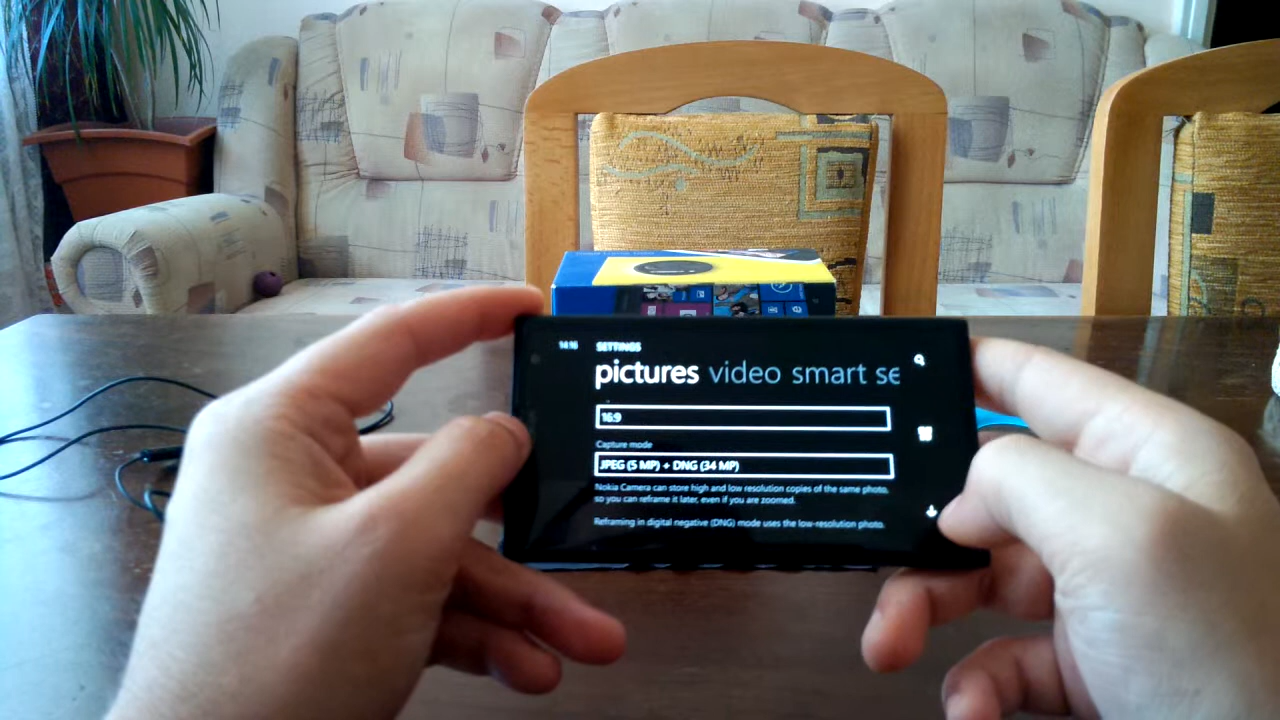 14:16
SETTINGS
pictures video smart se
16:9
Capture mode
JPEG (5 MP) + DNG (34 MP)
Nokia Camera can store high and low resolution copies of the same photo,
so you can reframe it later, even if you are zoomed.
Reframing in digital negative (DNG) mode uses the low-resolution photo.